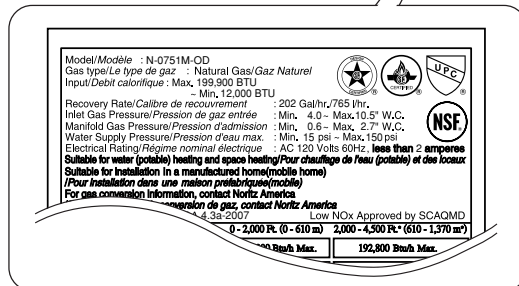 Model/Modèle : N-0751M-OD
Gas type/Le type de gaz : Natural Gas/Gaz Naturel
Input/Debit calorifique : Max. 199,900 BTU
~ Min. 12,000 BTU
Recovery Rate/Calibre de recouvrement : 202 Gal/hr./765 l/hr.
Inlet Gas Pressure/Pression de gaz entrée : Min. 4.0~ Max.10.5" W.C.
Manifold Gas Pressure/Pression d'admission : Min. 0.6~ Max. 2.7" W.C.
Water Supply Pressure/Pression d'eau max. : Min. 15 psi ~ Max.150 psi
Electrical Rating/Régime nominal électrique : AC 120 Volts 60Hz, less than 2 amperes
Suitable for water (potable) heating and space heating/Pour chauffage de l'eau (potable) et des locaux
Suitable for Installation in a manufactured home(mobile home)
/Pour installation dans une maison préfabriquée(mobile)
For gas conversion information, contact Noritz America
de gaz, contact Noritz America
4.3a-2007 Low NOx Approved by SCAQMD
0 - 2,000 Ft. (0 - 610 m) 2,000 - 4,500 Ft.* (610 - 1,370 m*)
Btu/h Max. 192,800 Btu/h Max.
CERTIFIED
UPC
NSF